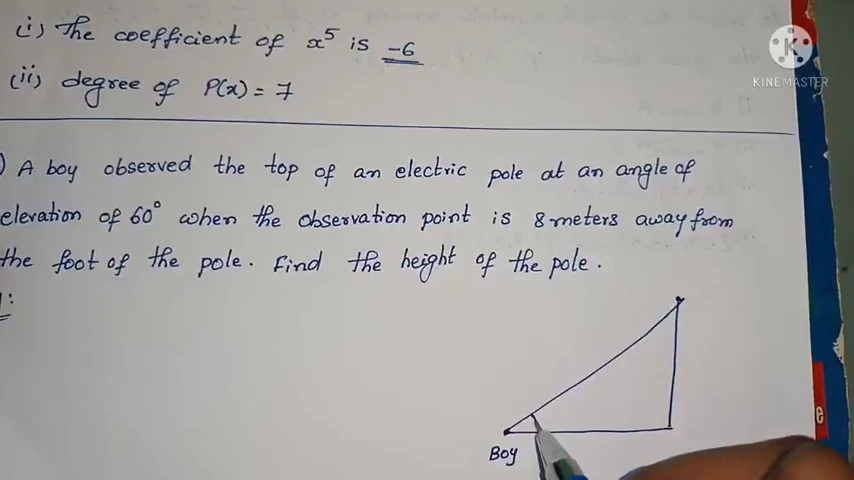 (i) The coefficient of x⁵ is -6
(ii) degree of P(x) = 7
KINEMASTER
) A boy observed the top of an electric pole at an angle of
elevation of 60° when the observation point is 8 meters away from
the foot of the pole. Find the height of the pole.
Boy
e